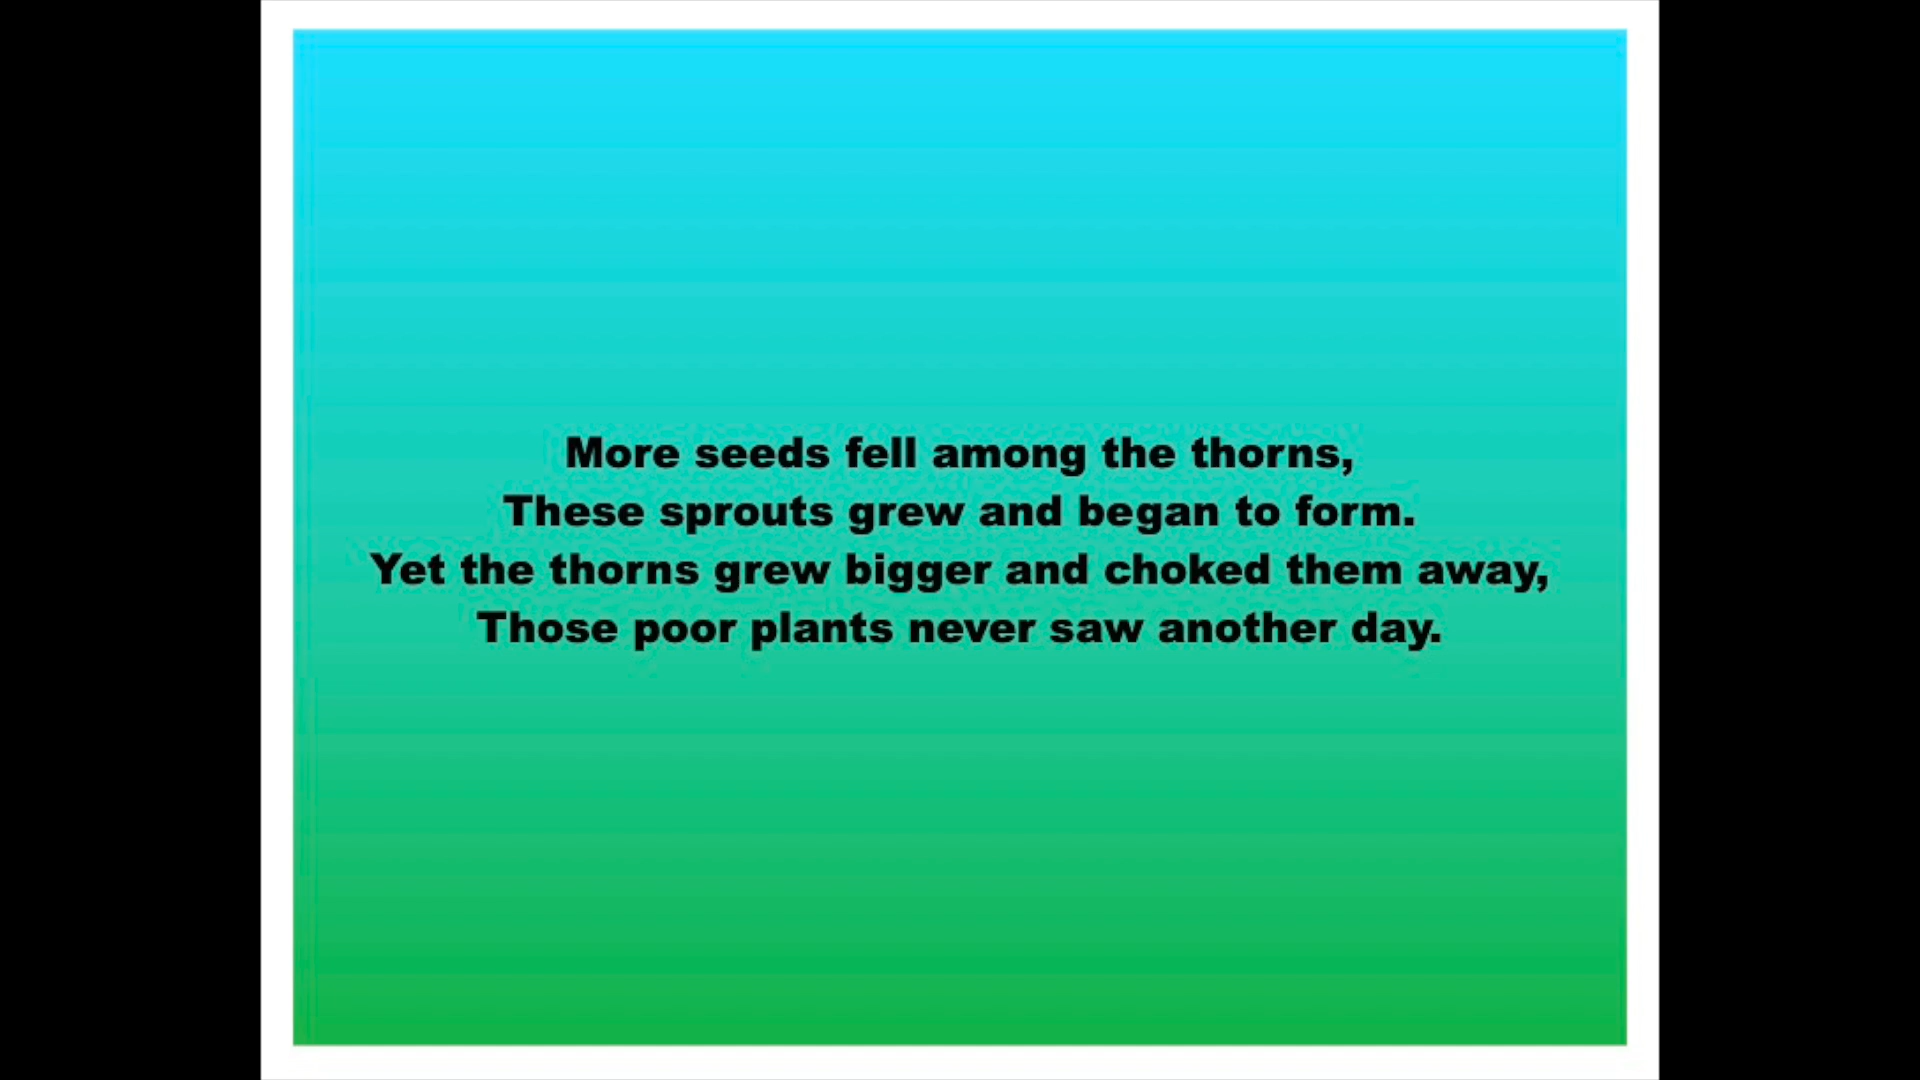 More seeds fell among the thorns,
These sprouts grew and began to form.
Yet the thorns grew bigger and choked them away,
Those poor plants never saw another day.